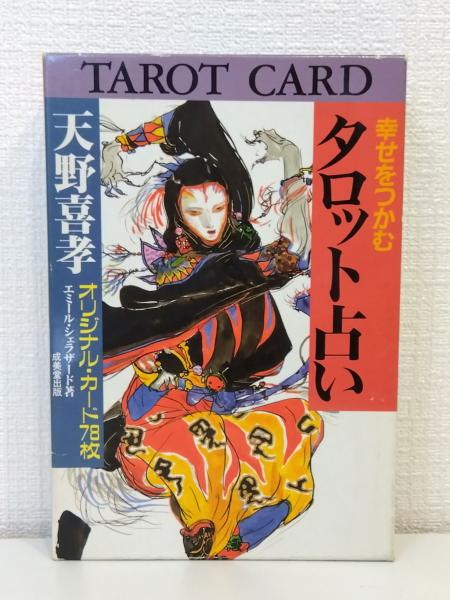 TAROT CARD
幸せをつかむ
タロット占い
天野喜孝
オリジナル・カード78枚
エミール・シェラザード著
成美堂出版